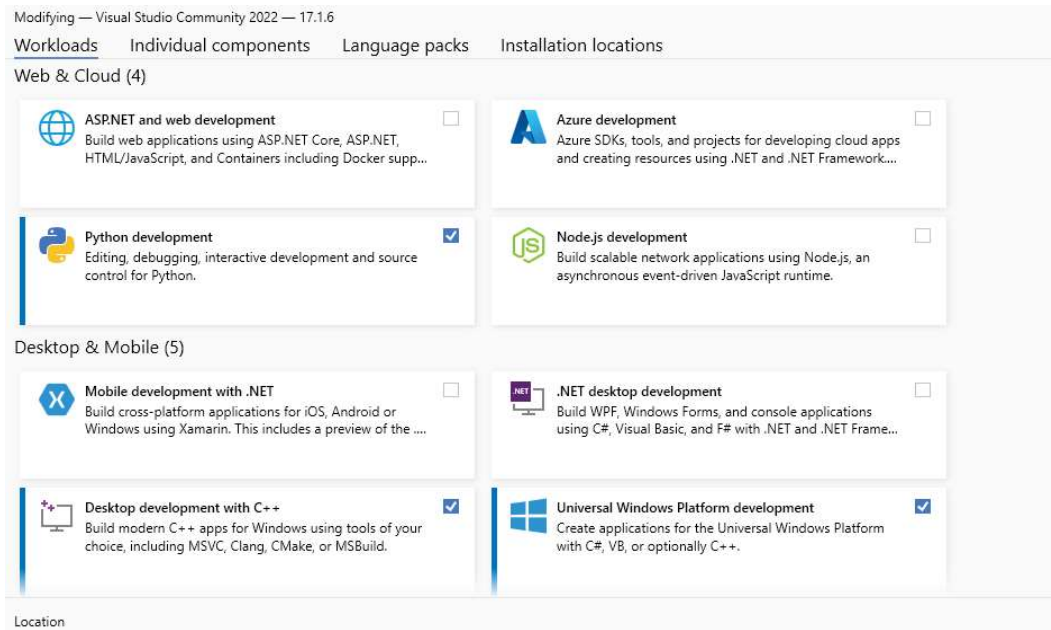 Modifying — Visual Studio Community 2022 — 17.1.6
Workloads Individual components Language packs Installation locations
Web & Cloud (4)
ASP.NET and web development
Build web applications using ASP.NET Core, ASP.NET,
HTML/JavaScript, and Containers including Docker supp...
Azure development
Azure SDKs, tools, and projects for developing cloud apps
and creating resources using .NET and .NET Framework....
Python development
Editing, debugging, interactive development and source
control for Python.
JS
Node.js development
Build scalable network applications using Node.js, an
asynchronous event-driven JavaScript runtime.
Desktop & Mobile (5)
Mobile development with .NET
Build cross-platform applications for iOS, Android or
Windows using Xamarin. This includes a preview of the ....
.NET
.NET desktop development
Build WPF, Windows Forms, and console applications
using C#, Visual Basic, and F# with .NET and .NET Frame...
Desktop development with C++
Build modern C++ apps for Windows using tools of your
choice, including MSVC, Clang, CMake, or MSBuild.
Universal Windows Platform development
Create applications for the Universal Windows Platform
with C#, VB, or optionally C++.
Location